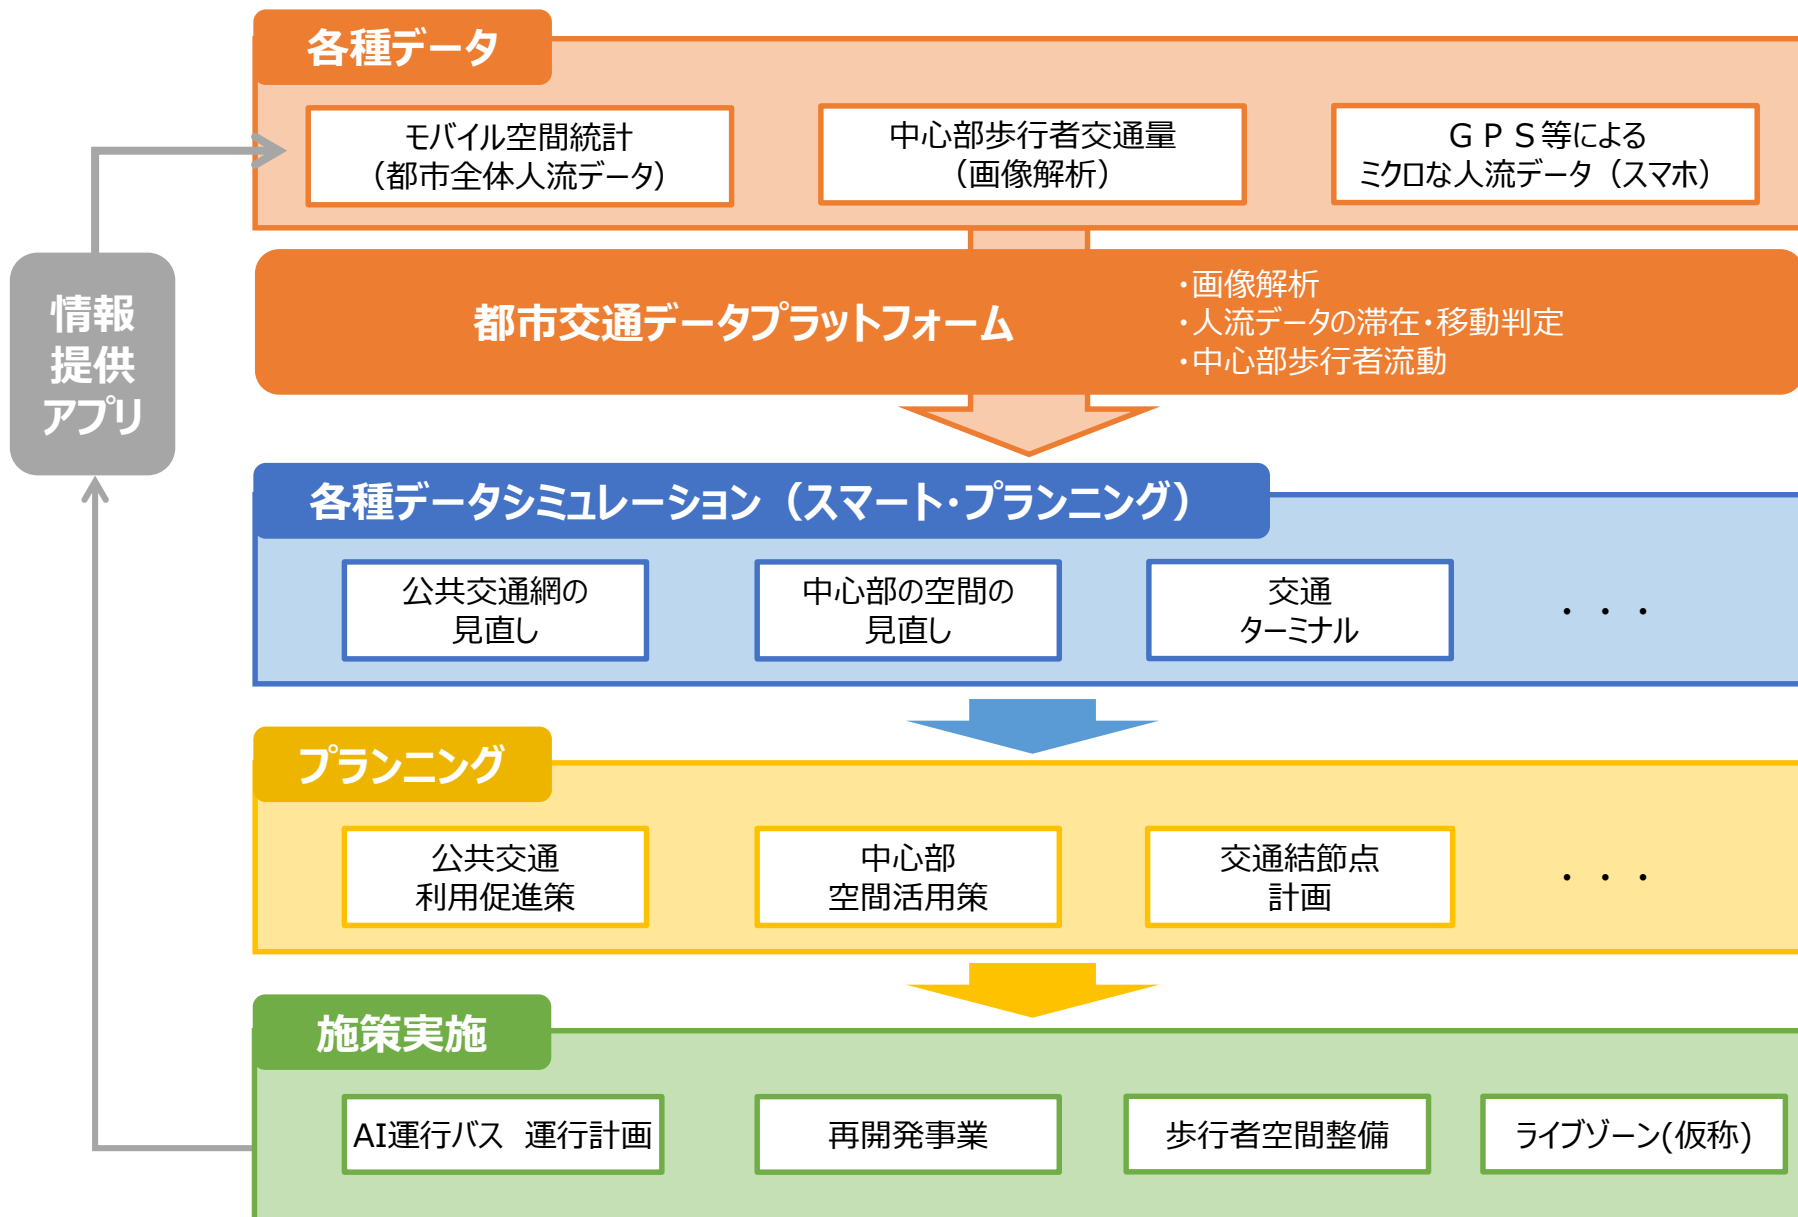 各種データ
モバイル空間統計
（都市全体人流データ）
中心部歩行者交通量
（画像解析）
ＧＰＳ等による
ミクロな人流データ（スマホ）
情報
提供
アプリ
都市交通データプラットフォーム
・画像解析
・人流データの滞在・移動判定
・中心部歩行者流動
各種データシミュレーション（スマート・プランニング）
公共交通網の
見直し
中心部の空間の
見直し
交通
ターミナル
・・・
プランニング
公共交通
利用促進策
中心部
空間活用策
交通結節点
計画
・・・
施策実施
AI運行バス　運行計画
再開発事業
歩行者空間整備
ライブゾーン(仮称)